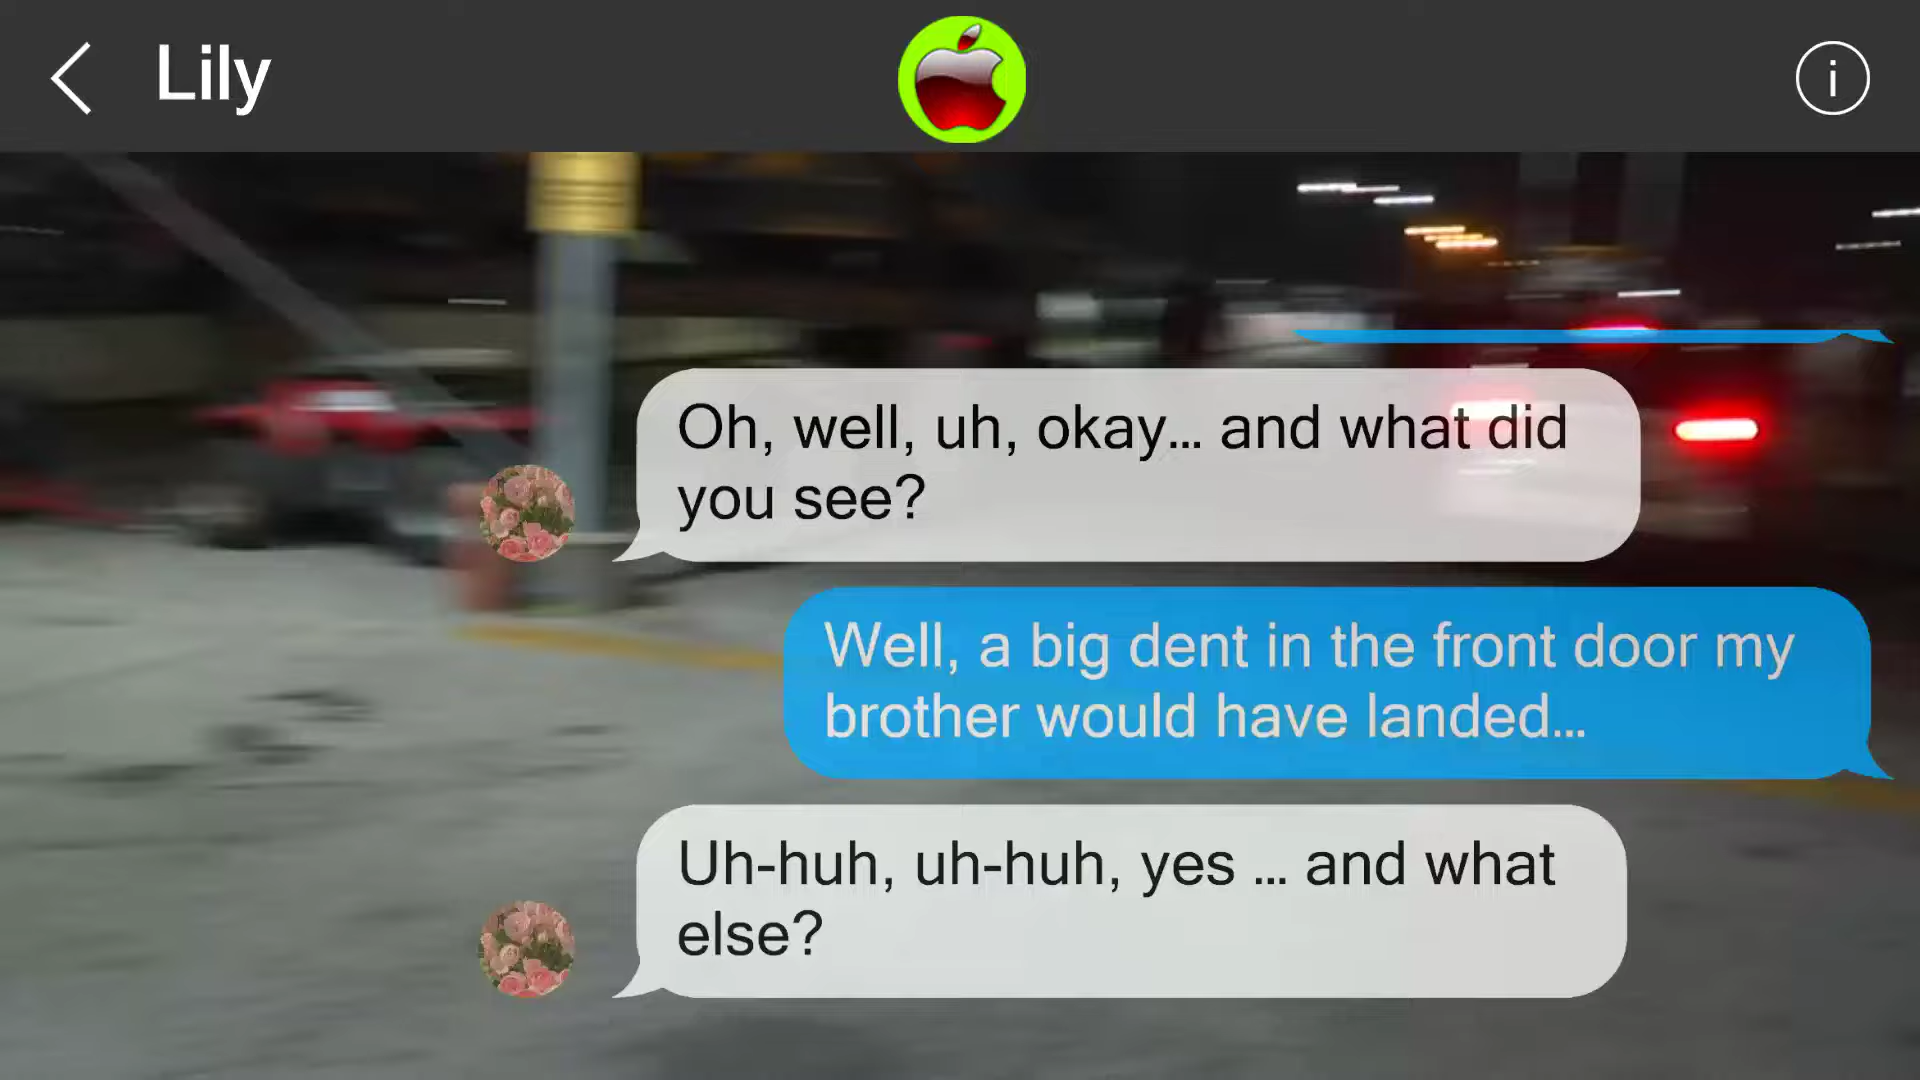 Lily
Oh, well, uh, okay... and what did
you see?
Well, a big dent in the front door my
brother would have landed...
Uh-huh, uh-huh, yes ... and what
else?